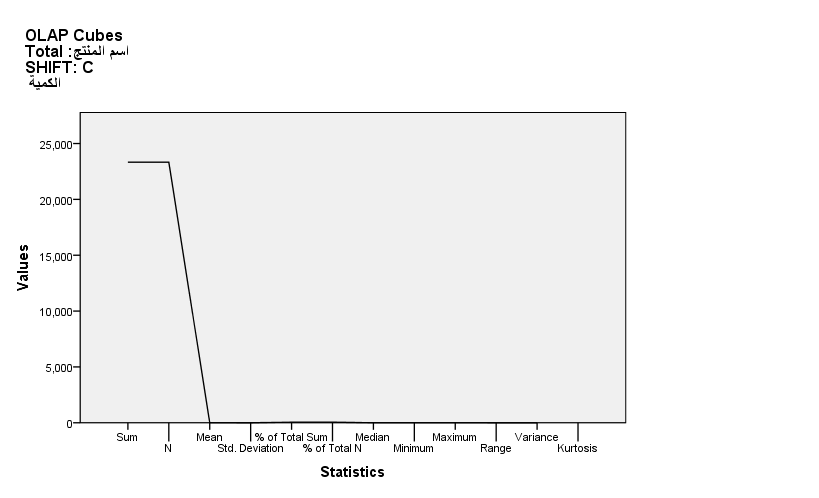 OLAP Cubes
Total :اسم المنتج
SHIFT: C
الكمية
25,000
20,000
15,000
10,000
5,000
0
Values
Sum
N
Mean
Std. Deviation
% of Total Sum
% of Total N
Median
Minimum
Maximum
Range
Variance
Kurtosis
Statistics